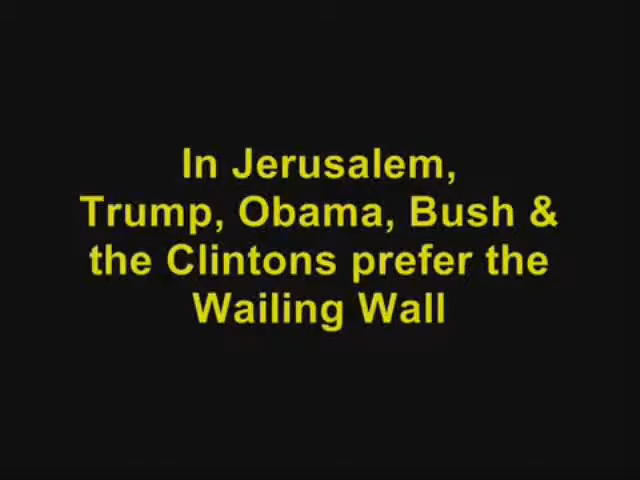 In Jerusalem,
Trump, Obama, Bush &
the Clintons prefer the
Wailing Wall